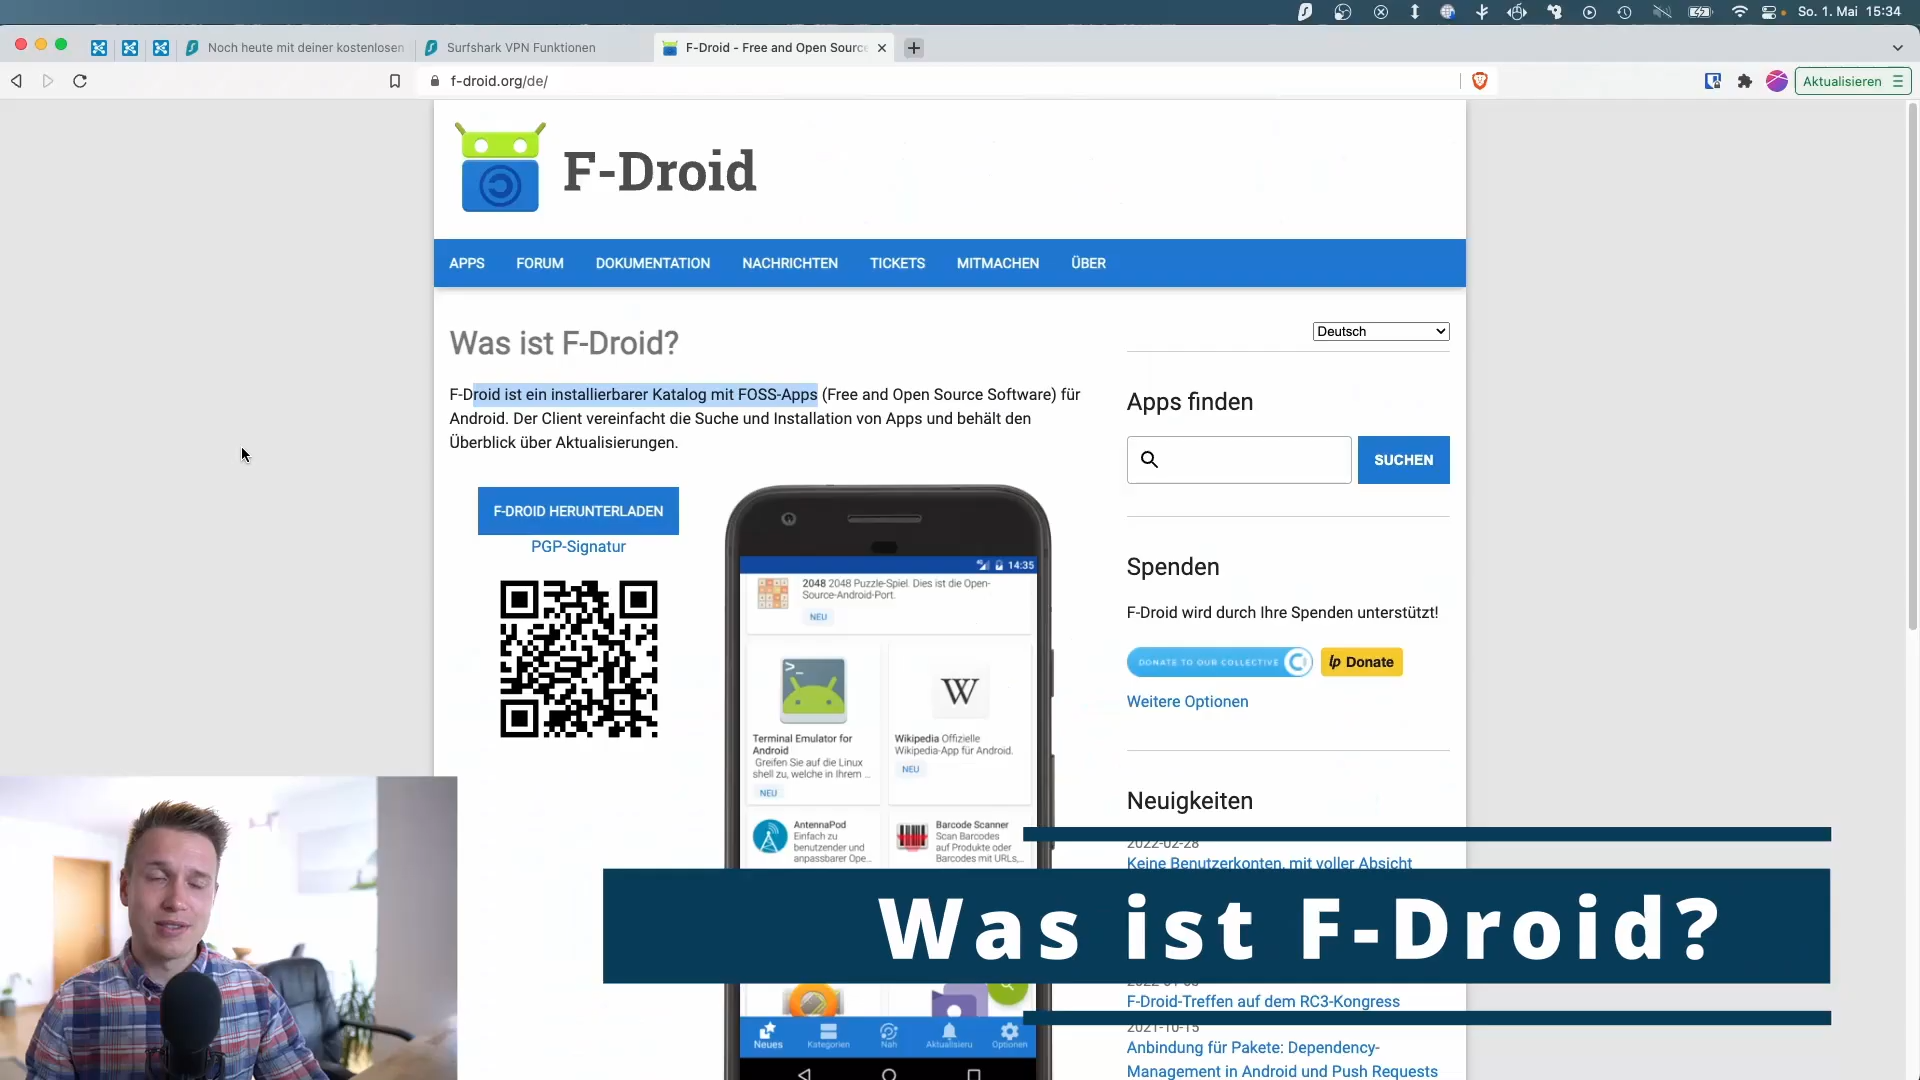 So. 1. Mai 15:34
Noch heute mit deiner kostenlosen
Surfshark VPN Funktionen
F-Droid - Free and Open Source
f-droid.org/de/
Aktualisieren
F-Droid
APPS FORUM DOKUMENTATION NACHRICHTEN TICKETS MITMACHEN ÜBER
Was ist F-Droid?
F-Droid ist ein installierbarer Katalog mit FOSS-Apps (Free and Open Source Software) für
Android. Der Client vereinfacht die Suche und Installation von Apps und behält den
Überblick über Aktualisierungen.
F-DROID HERUNTERLADEN
PGP-Signatur
14:35
2048 2048 Puzzle-Spiel. Dies ist die Open-
Source-Android-Port.
NEU
Terminal Emulator for
Android
Greifen Sie auf die Linux
shell zu, welche in Ihrem ...
NEU
W
Wikipedia Offizielle
Wikipedia-App für Android.
NEU
AntennaPod
Einfach zu
benutzender und
anpassbarer Ope...
Barcode Scanner
Scan Barcodes
auf Produkte oder
Barcodes mit URLs,...
Neues Kategorien Nah Aktualisieru Optionen
Deutsch
Apps finden
SUCHEN
Spenden
F-Droid wird durch Ihre Spenden unterstützt!
DONATE TO OUR COLLECTIVE
lp Donate
Weitere Optionen
Neuigkeiten
2022-02-28
Keine Benutzerkonten, mit voller Absicht
Was ist F-Droid?
F-Droid-Treffen auf dem RC3-Kongress
2021-10-15
Anbindung für Pakete: Dependency-
Management in Android und Push Requests